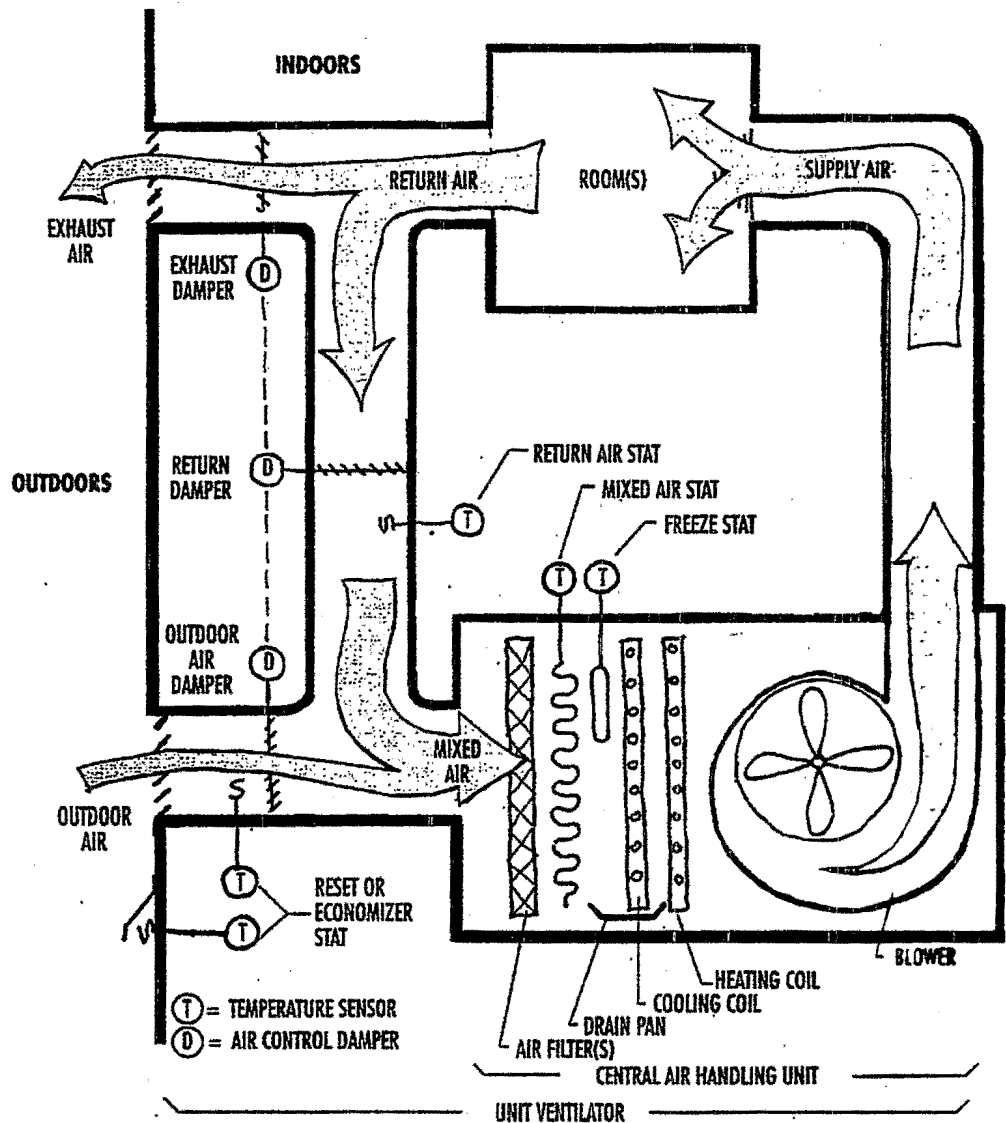 INDOORS
RETURN AIR
ROOM(S)
SUPPLY AIR
EXHAUST
AIR
EXHAUST
DAMPER
D
OUTDOORS
RETURN
DAMPER
D
RETURN AIR STAT
T
MIXED AIR STAT
FREEZE STAT
T
T
OUTDOOR
AIR
DAMPER
D
MIXED
AIR
OUTDOOR
AIR
T
T
RESET OR
ECONOMIZER
STAT
BLOWER
HEATING COIL
COOLING COIL
DRAIN PAN
AIR FILTER(S)
T = TEMPERATURE SENSOR
D = AIR CONTROL DAMPER
CENTRAL AIR HANDLING UNIT
UNIT VENTILATOR